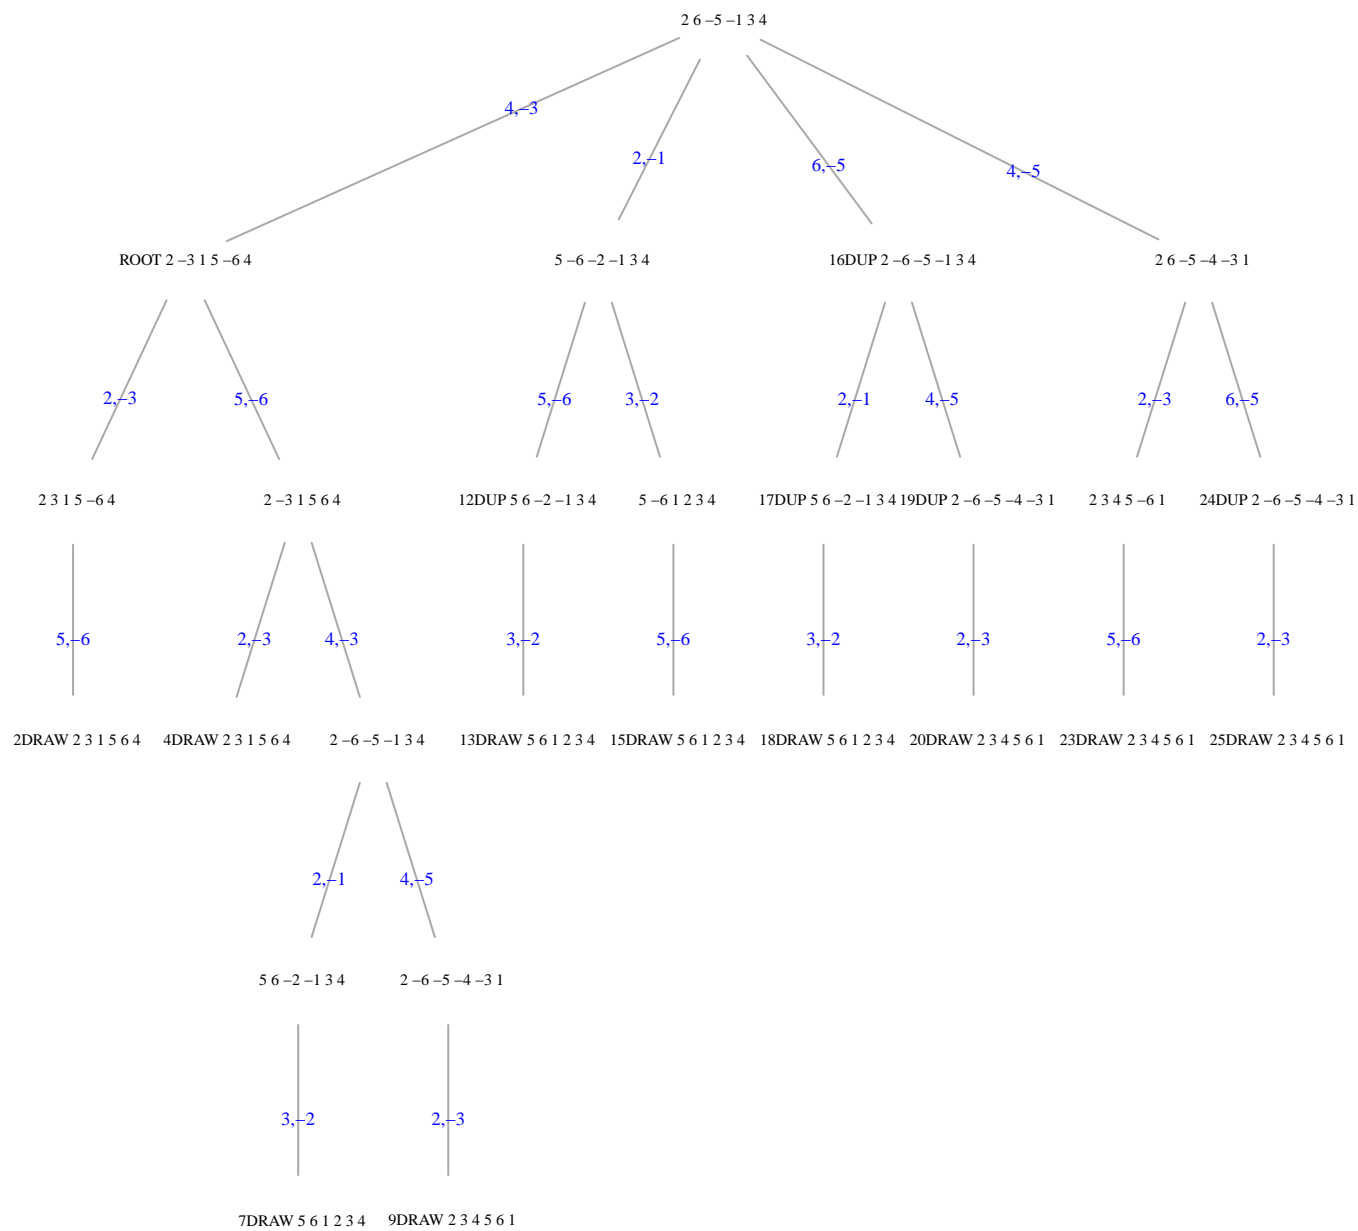 2 6 –5 –1 3 4
4,–3
2,–1
6,–5
4,–5
ROOT 2 –3 1 5 –6 4
5 –6 –2 –1 3 4
16DUP 2 –6 –5 –1 3 4
2 6 –5 –4 –3 1
2,–3
5,–6
5,–6
3,–2
2,–1
4,–5
2,–3
6,–5
2 3 1 5 –6 4
2 –3 1 5 6 4
12DUP 5 6 –2 –1 3 4
5 –6 1 2 3 4
17DUP 5 6 –2 –1 3 4
19DUP 2 –6 –5 –4 –3 1
2 3 4 5 –6 1
24DUP 2 –6 –5 –4 –3 1
5,–6
2,–3
4,–3
3,–2
5,–6
3,–2
2,–3
5,–6
2,–3
2DRAW 2 3 1 5 6 4
4DRAW 2 3 1 5 6 4
2 –6 –5 –1 3 4
13DRAW 5 6 1 2 3 4
15DRAW 5 6 1 2 3 4
18DRAW 5 6 1 2 3 4
20DRAW 2 3 4 5 6 1
23DRAW 2 3 4 5 6 1
25DRAW 2 3 4 5 6 1
2,–1
4,–5
5 6 –2 –1 3 4
2 –6 –5 –4 –3 1
3,–2
2,–3
7DRAW 5 6 1 2 3 4
9DRAW 2 3 4 5 6 1